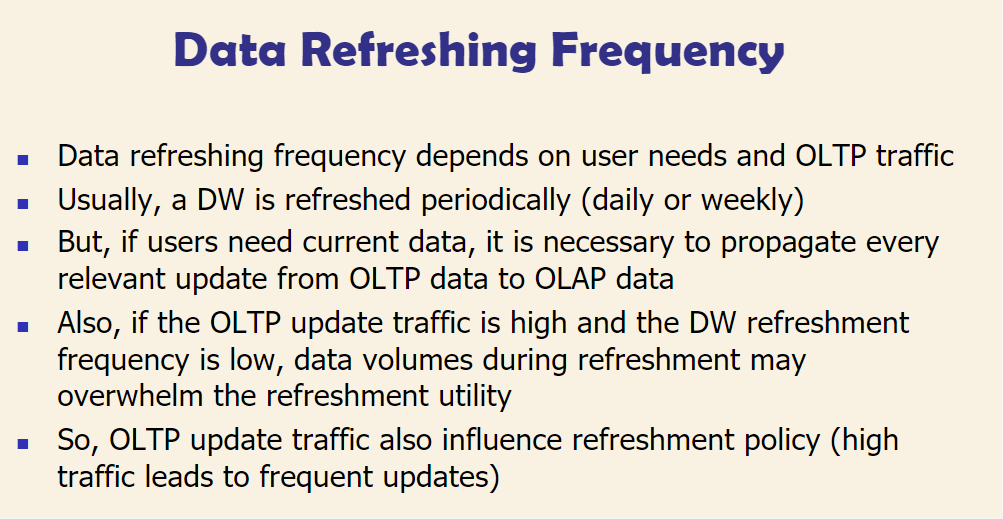 Data Refreshing Frequency
▪ Data refreshing frequency depends on user needs and OLTP traffic
▪ Usually, a DW is refreshed periodically (daily or weekly)
▪ But, if users need current data, it is necessary to propagate every
relevant update from OLTP data to OLAP data
▪ Also, if the OLTP update traffic is high and the DW refreshment
frequency is low, data volumes during refreshment may
overwhelm the refreshment utility
▪ So, OLTP update traffic also influence refreshment policy (high
traffic leads to frequent updates)